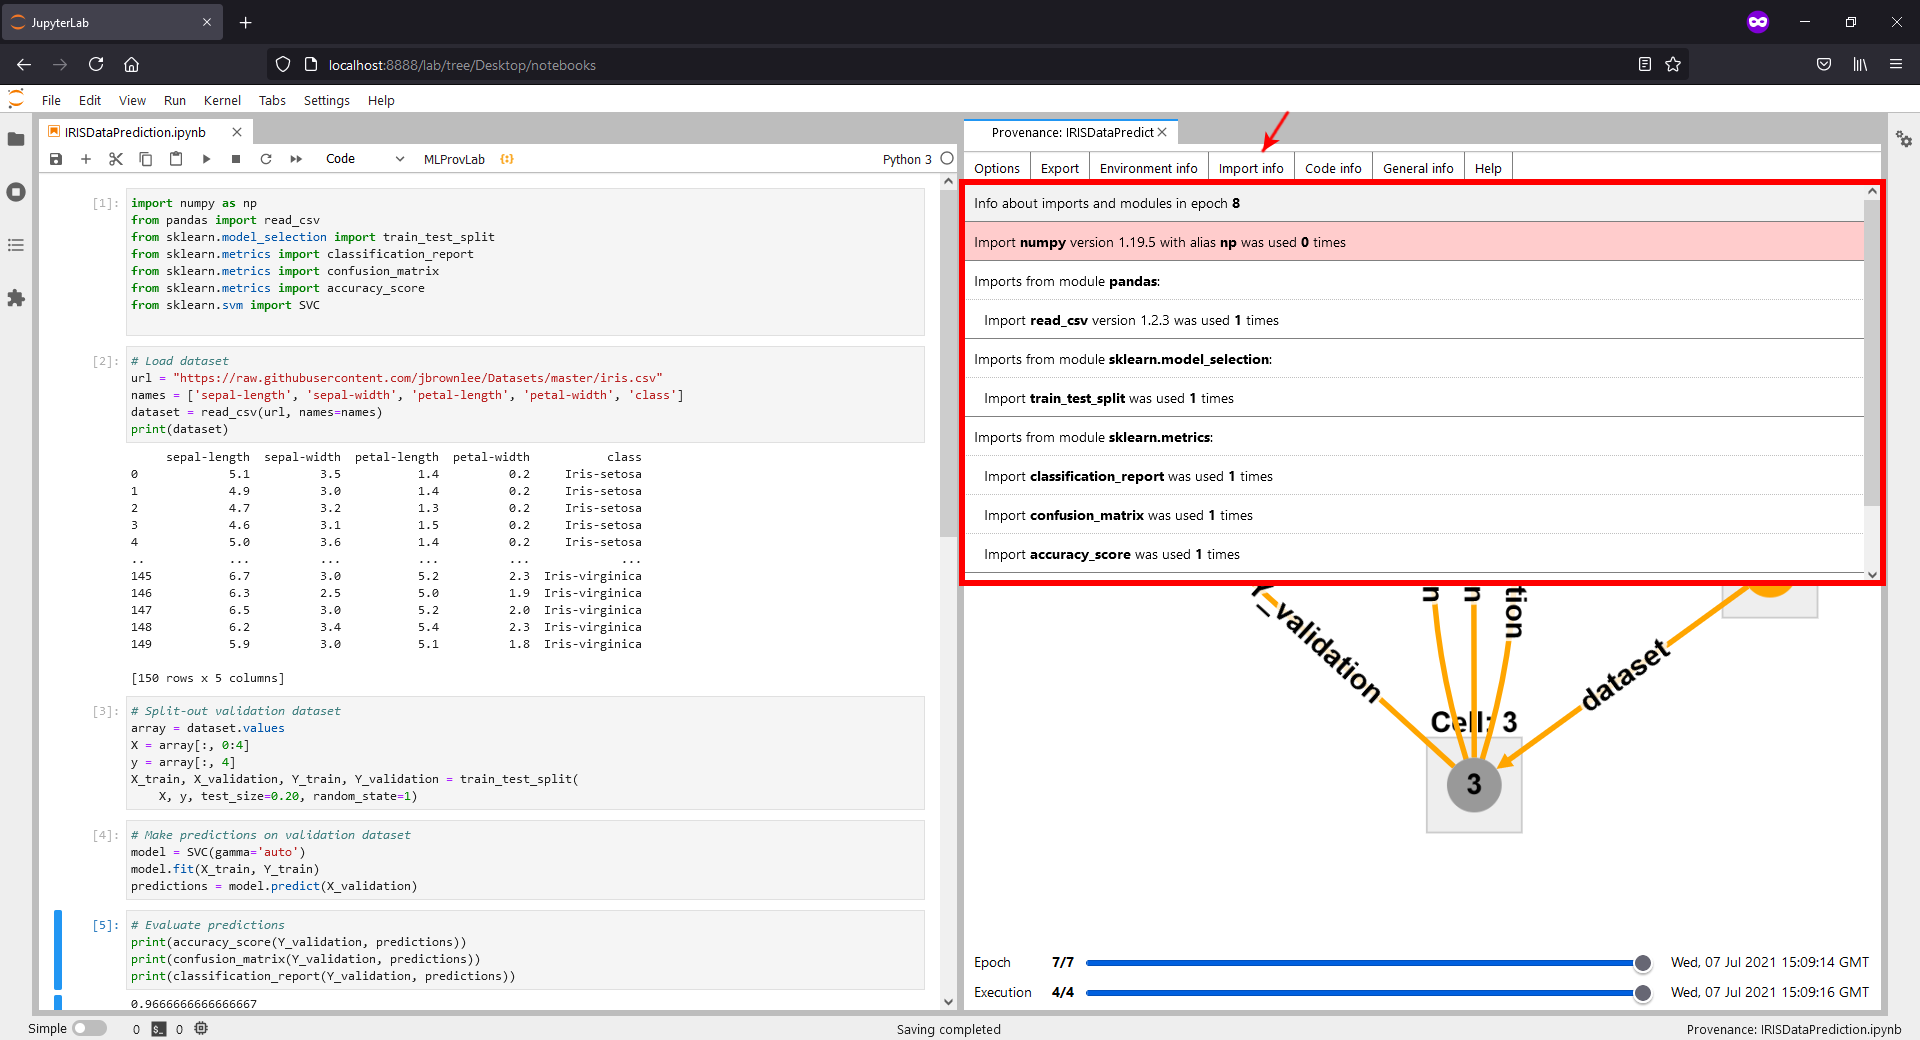 JupyterLab
localhost:8888/lab/tree/Desktop/notebooks
File Edit View Run Kernel Tabs Settings Help
IRISDataPrediction.ipynb
Code MLProvLab Python 3
[1]: import numpy as np
from pandas import read_csv
from sklearn.model_selection import train_test_split
from sklearn.metrics import classification_report
from sklearn.metrics import confusion_matrix
from sklearn.metrics import accuracy_score
from sklearn.svm import SVC
[2]: # Load dataset
url = "https://raw.githubusercontent.com/jbrownlee/Datasets/master/iris.csv"
names = ['sepal-length', 'sepal-width', 'petal-length', 'petal-width', 'class']
dataset = read_csv(url, names=names)
print(dataset)
sepal-length sepal-width petal-length petal-width class
0 5.1 3.5 1.4 0.2 Iris-setosa
1 4.9 3.0 1.4 0.2 Iris-setosa
2 4.7 3.2 1.3 0.2 Iris-setosa
3 4.6 3.1 1.5 0.2 Iris-setosa
4 5.0 3.6 1.4 0.2 Iris-setosa
.. ... ... ... ... ...
145 6.7 3.0 5.2 2.3 Iris-virginica
146 6.3 2.5 5.0 1.9 Iris-virginica
147 6.5 3.0 5.2 2.0 Iris-virginica
148 6.2 3.4 5.4 2.3 Iris-virginica
149 5.9 3.0 5.1 1.8 Iris-virginica
[150 rows x 5 columns]
[3]: # Split-out validation dataset
array = dataset.values
X = array[:, 0:4]
y = array[:, 4]
X_train, X_validation, Y_train, Y_validation = train_test_split(
X, y, test_size=0.20, random_state=1)
[4]: # Make predictions on validation dataset
model = SVC(gamma='auto')
model.fit(X_train, Y_train)
predictions = model.predict(X_validation)
[5]: # Evaluate predictions
print(accuracy_score(Y_validation, predictions))
print(confusion_matrix(Y_validation, predictions))
print(classification_report(Y_validation, predictions))
0.9666666666666667
Provenance: IRISDataPredict
Options Export Environment info Import info Code info General info Help
Info about imports and modules in epoch 8
Import numpy version 1.19.5 with alias np was used 0 times
Imports from module pandas:
Import read_csv version 1.2.3 was used 1 times
Imports from module sklearn.model_selection:
Import train_test_split was used 1 times
Imports from module sklearn.metrics:
Import classification_report was used 1 times
Import confusion_matrix was used 1 times
Import accuracy_score was used 1 times
Y_validation
n
n
tion
dataset
Cell: 3
3
Epoch 7/7 Wed, 07 Jul 2021 15:09:14 GMT
Execution 4/4 Wed, 07 Jul 2021 15:09:16 GMT
Simple 0 $_ 0 Saving completed Provenance: IRISDataPrediction.ipynb